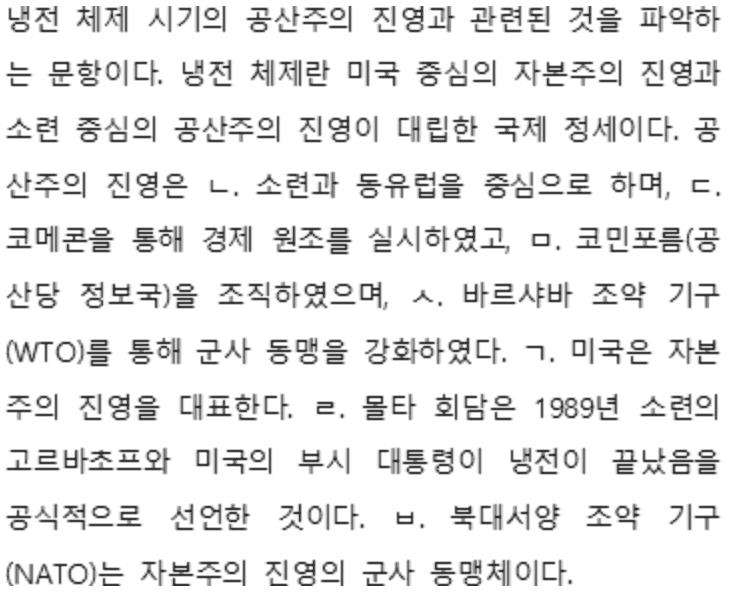 냉전 체제 시기의 공산주의 진영과 관련된 것을 파악하
는 문항이다. 냉전 체제란 미국 중심의 자본주의 진영과
소련 중심의 공산주의 진영이 대립한 국제 정세이다. 공
산주의 진영은 ㄴ. 소련과 동유럽을 중심으로 하며, ㄷ.
코메콘을 통해 경제 원조를 실시하였고, ㅁ. 코민포름(공
산당 정보국)을 조직하였으며, ㅅ. 바르샤바 조약 기구
(WTO)를 통해 군사 동맹을 강화하였다. ㄱ. 미국은 자본
주의 진영을 대표한다. ㄹ. 몰타 회담은 1989년 소련의
고르바초프와 미국의 부시 대통령이 냉전이 끝났음을
공식적으로 선언한 것이다. ㅂ. 북대서양 조약 기구
(NATO)는 자본주의 진영의 군사 동맹체이다.